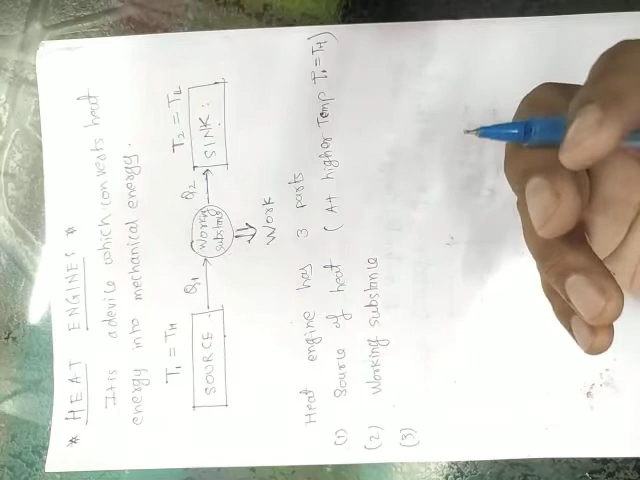 * HEAT ENGINES *
It is a device which converts heat
energy into mechanical energy.
T1 = TH
T2 = TL
SOURCE
Q1
Working
substance
Q2
SINK
Work
Heat engine has 3 parts
(1) Source of heat (At higher Temp T1 = TH)
(2) Working substance
(3)